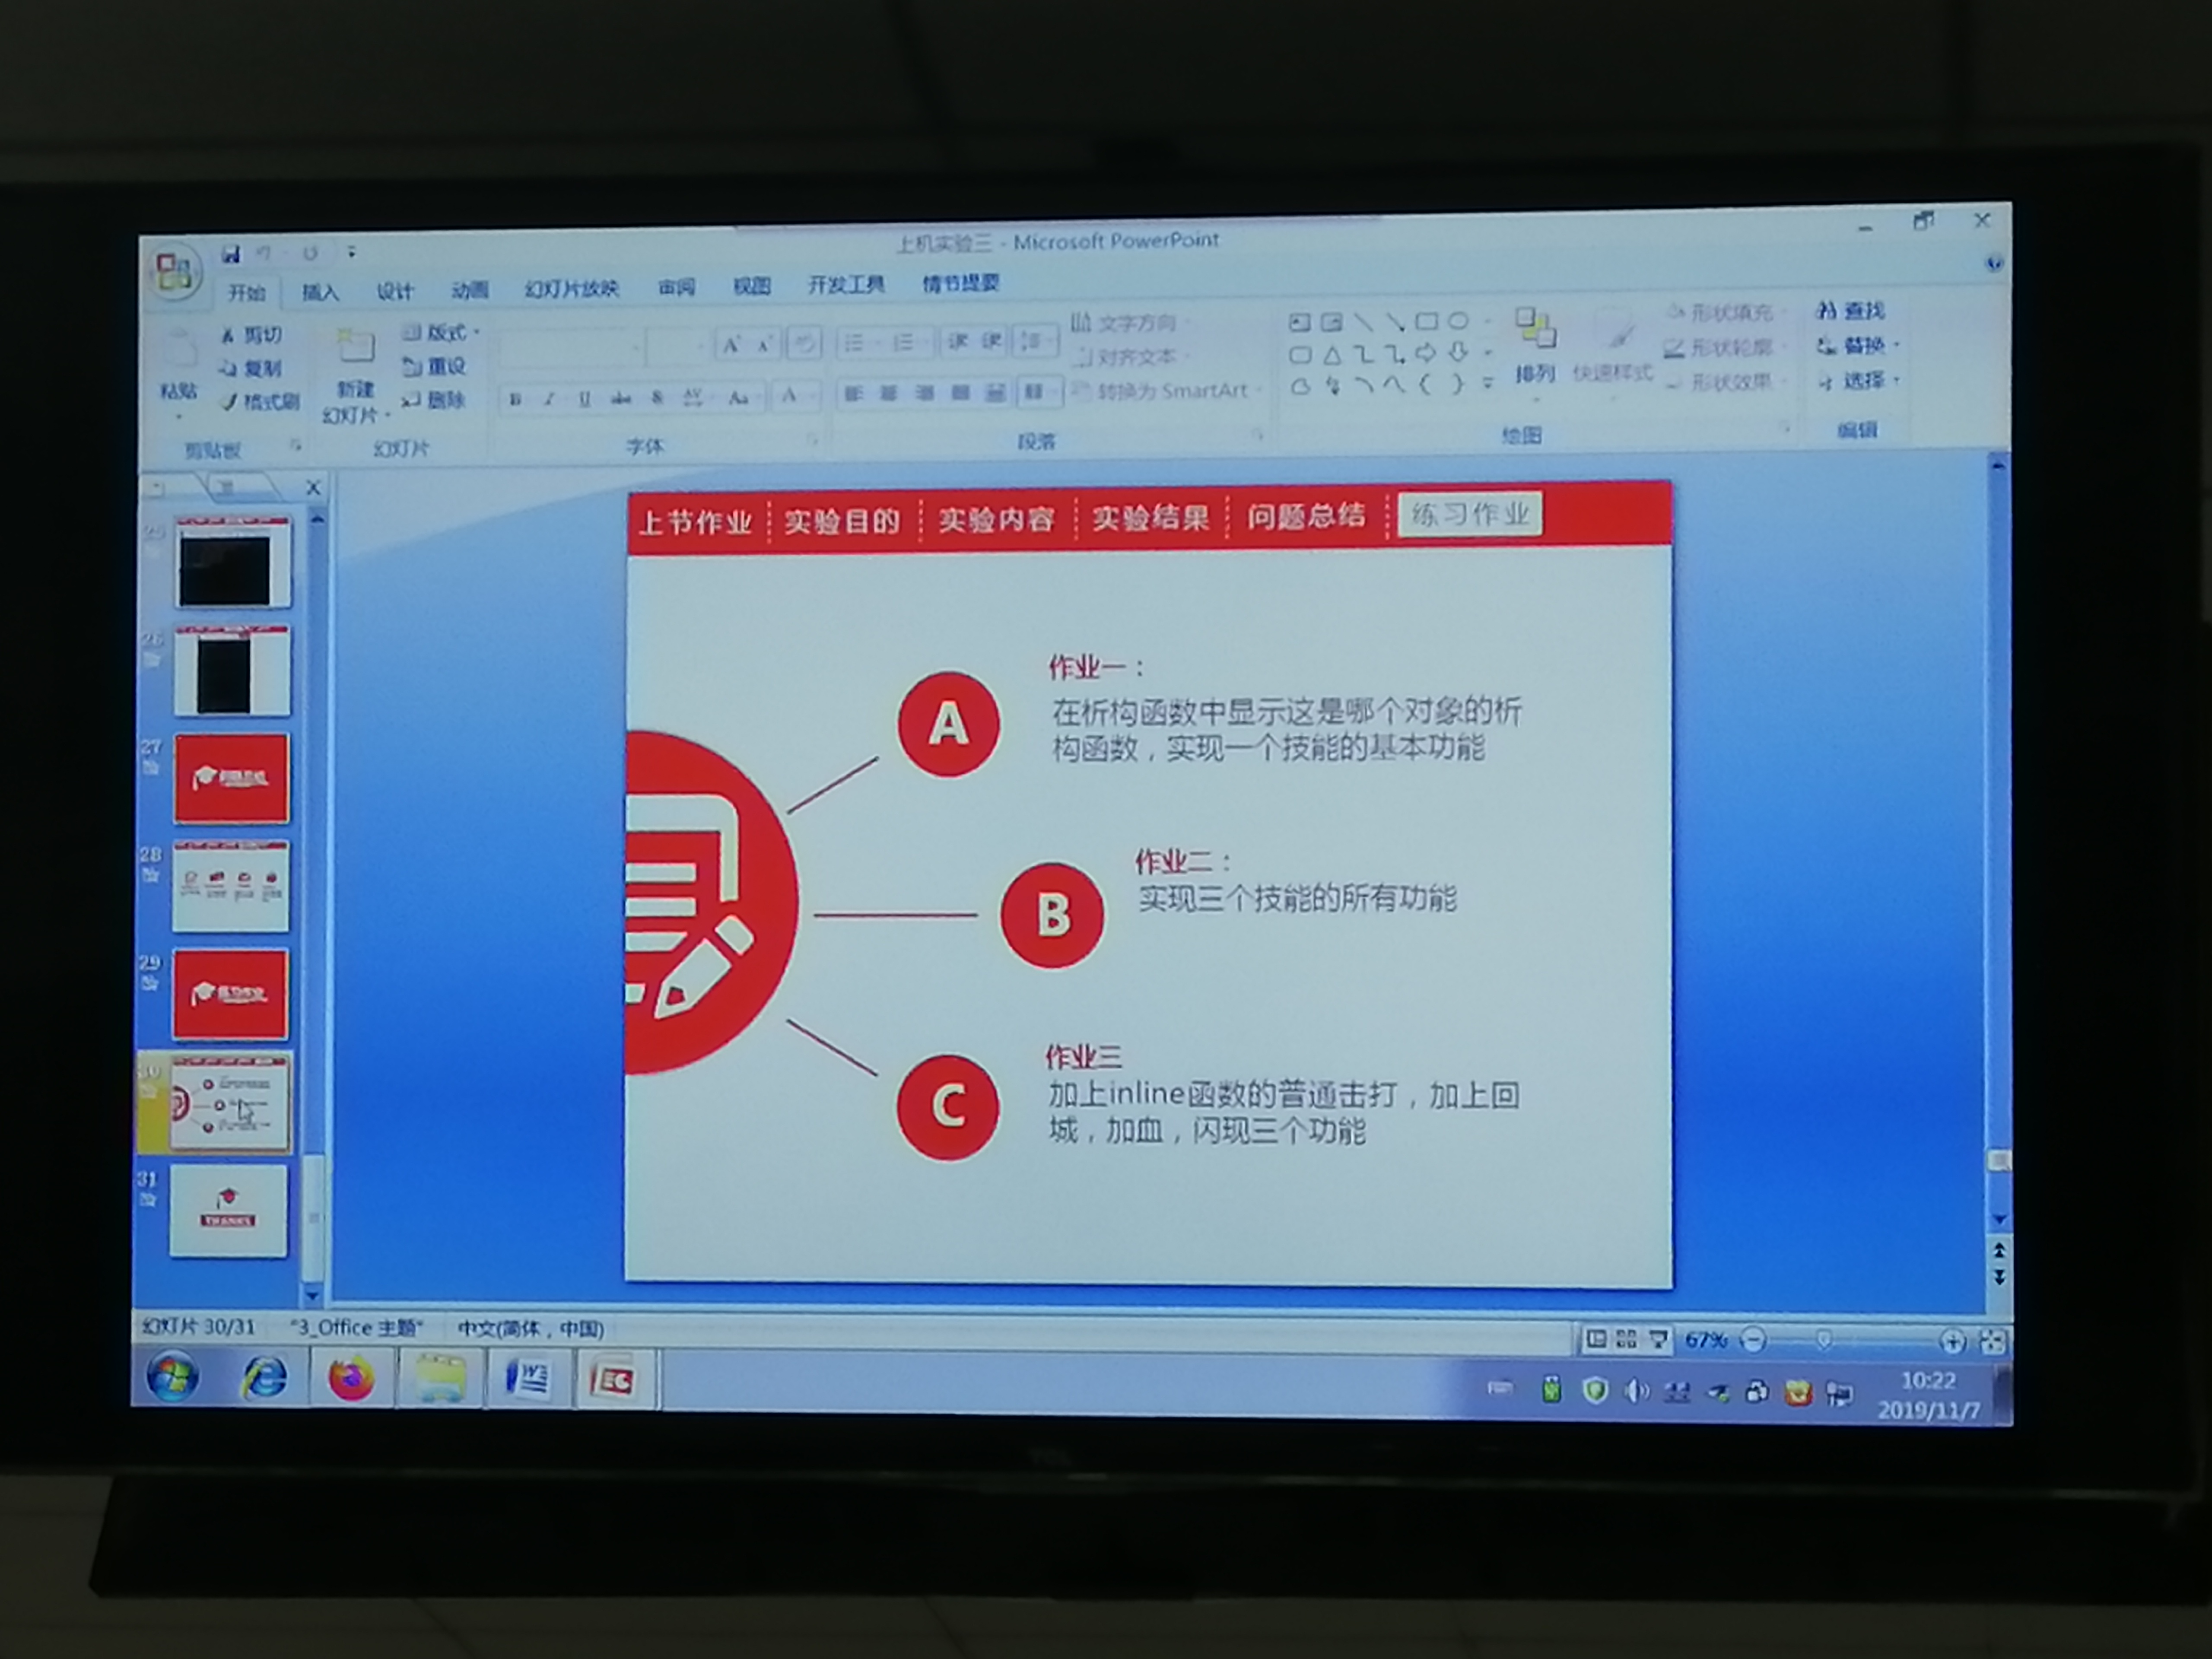 上机实验三 - Microsoft PowerPoint
开始 插入 设计 动画 幻灯片放映 审阅 视图 开发工具 情节提要
粘贴
剪切
复制
格式刷
剪贴板
新建
幻灯片
版式
重设
删除
幻灯片
字体
文字方向
对齐文本
转换为 SmartArt
段落
排列
快速样式
形状填充
形状轮廓
形状效果
绘图
查找
替换
选择
编辑
25
26
27
28
29
30
31
THANKS
上节作业 实验目的 实验内容 实验结果 问题总结 练习作业
A
作业一：
在析构函数中显示这是哪个对象的析
构函数，实现一个技能的基本功能
B
作业二：
实现三个技能的所有功能
C
作业三
加上inline函数的普通击打，加上回
城，加血，闪现三个功能
幻灯片 30/31 "3_Office 主题" 中文(简体，中国)
67%
10:22
2019/11/7
TCL